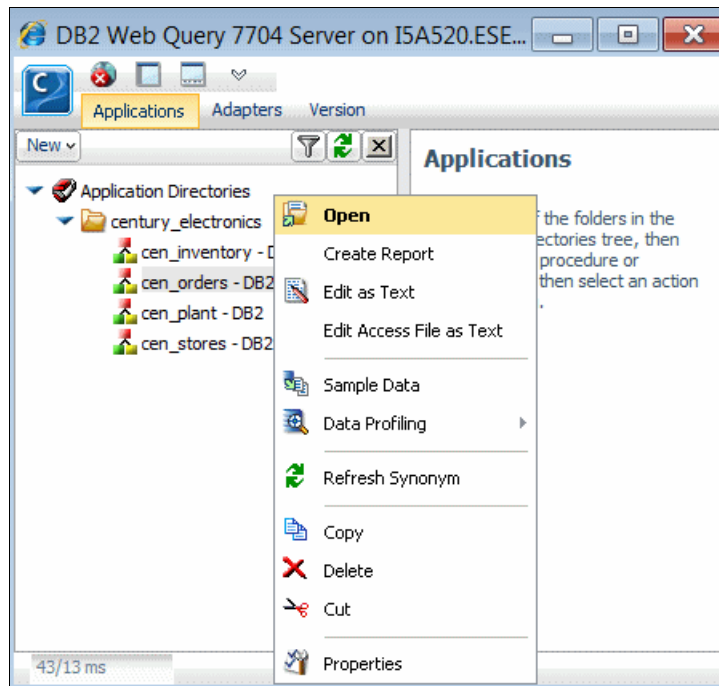 DB2 Web Query 7704 Server on I5A520.ESE...
Applications Adapters Version
New
Applications
Application Directories
century_electronics
cen_inventory - D
cen_orders - DB2
cen_plant - DB2
cen_stores - DB2
f the folders in the
ectories tree, then
procedure or
then select an action
.
Open
Create Report
Edit as Text
Edit Access File as Text
Sample Data
Data Profiling
Refresh Synonym
Copy
Delete
Cut
Properties
43/13 ms